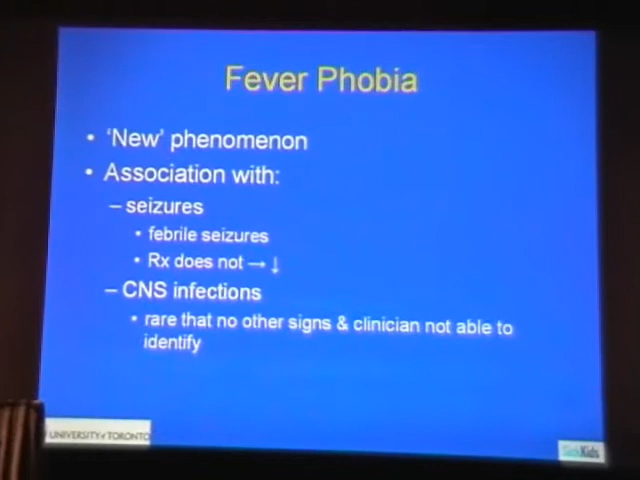 Fever Phobia
• 'New' phenomenon
• Association with:
– seizures
• febrile seizures
• Rx does not → ↓
– CNS infections
• rare that no other signs & clinician not able to
identify
UNIVERSITY of TORONTO
SickKids